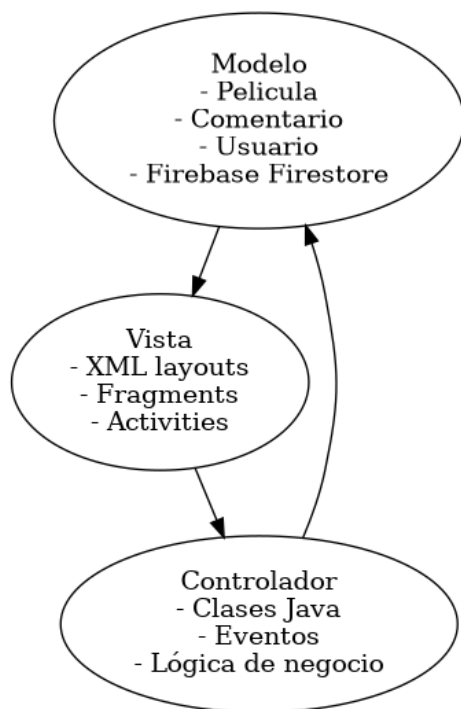 Modelo
- Pelicula
- Comentario
- Usuario
- Firebase Firestore
Vista
- XML layouts
- Fragments
- Activities
Controlador
- Clases Java
- Eventos
- Lógica de negocio